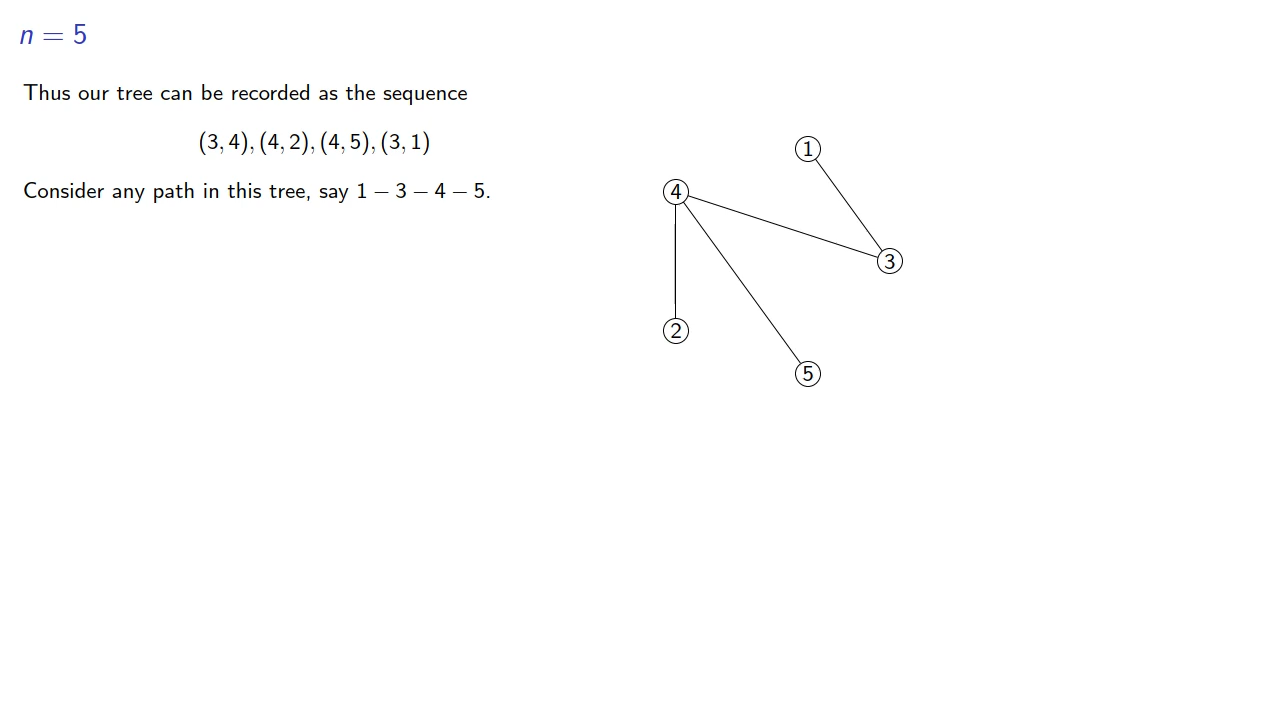 n = 5
Thus our tree can be recorded as the sequence
(3, 4), (4, 2), (4, 5), (3, 1)
Consider any path in this tree, say 1 − 3 − 4 − 5.
1
4
3
2
5